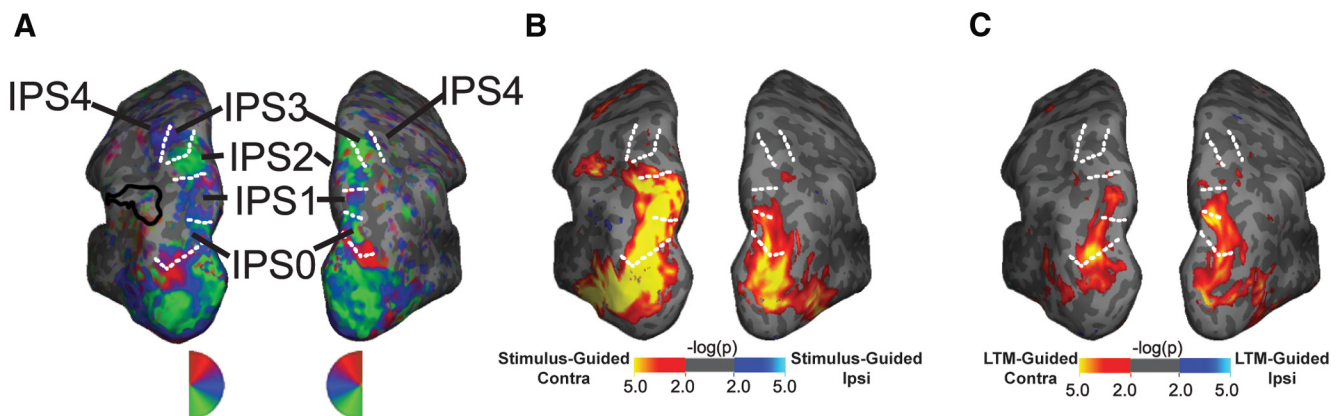 A
B
C
IPS4
IPS3
IPS4
IPS2
IPS1
IPS0
Stimulus-Guided
Contra
-log(p)
5.0 2.0 2.0 5.0
Stimulus-Guided
Ipsi
LTM-Guided
Contra
-log(p)
5.0 2.0 2.0 5.0
LTM-Guided
Ipsi